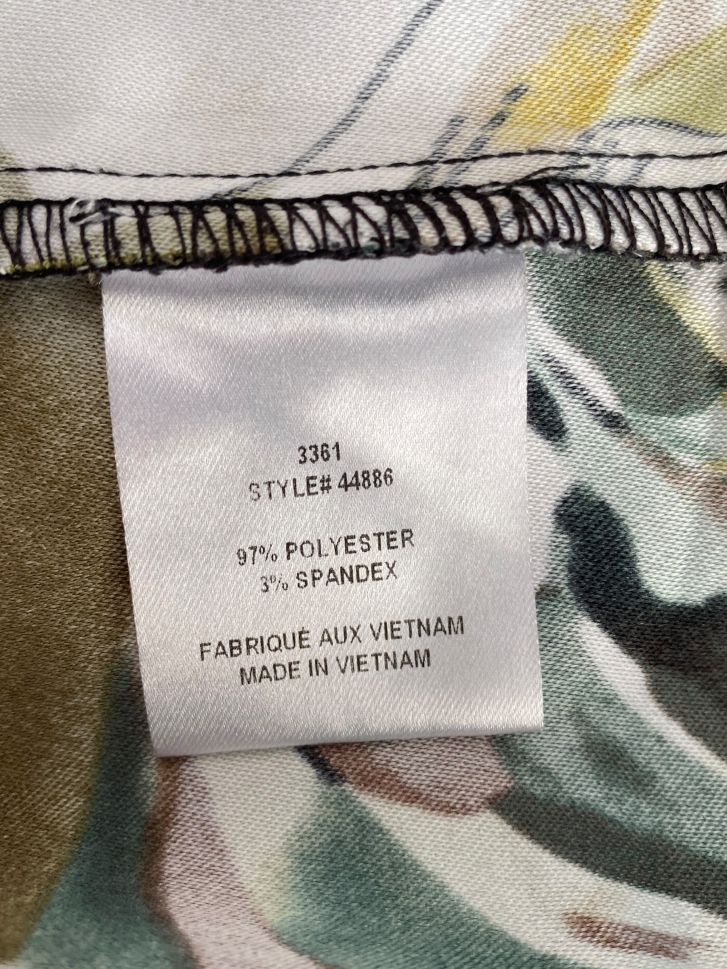 3361
STYLE# 44886
97% POLYESTER
3% SPANDEX
FABRIQUÉ AUX VIETNAM
MADE IN VIETNAM